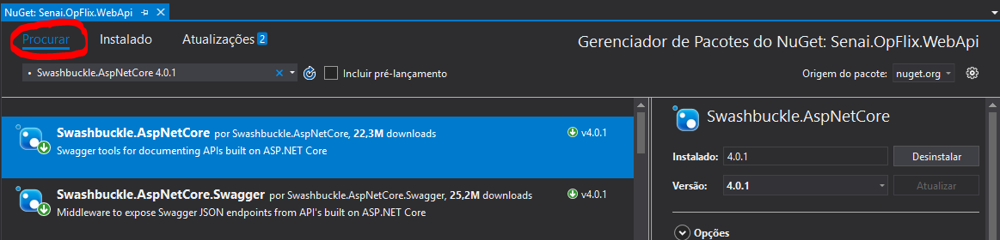 NuGet: Senai.OpFlix.WebApi
Procurar Instalado Atualizações 2
Gerenciador de Pacotes do NuGet: Senai.OpFlix.WebApi
• Swashbuckle.AspNetCore 4.0.1
Incluir pré-lançamento
Origem do pacote: nuget.org
Swashbuckle.AspNetCore por Swashbuckle.AspNetCore, 22,3M downloads v4.0.1
Swagger tools for documenting APIs built on ASP.NET Core
Swashbuckle.AspNetCore.Swagger por Swashbuckle.AspNetCore.Swagger, 25,2M downloads v4.0.1
Middleware to expose Swagger JSON endpoints from API's built on ASP.NET Core
Swashbuckle.AspNetCore
Instalado: 4.0.1 Desinstalar
Versão: 4.0.1 Atualizar
Opções